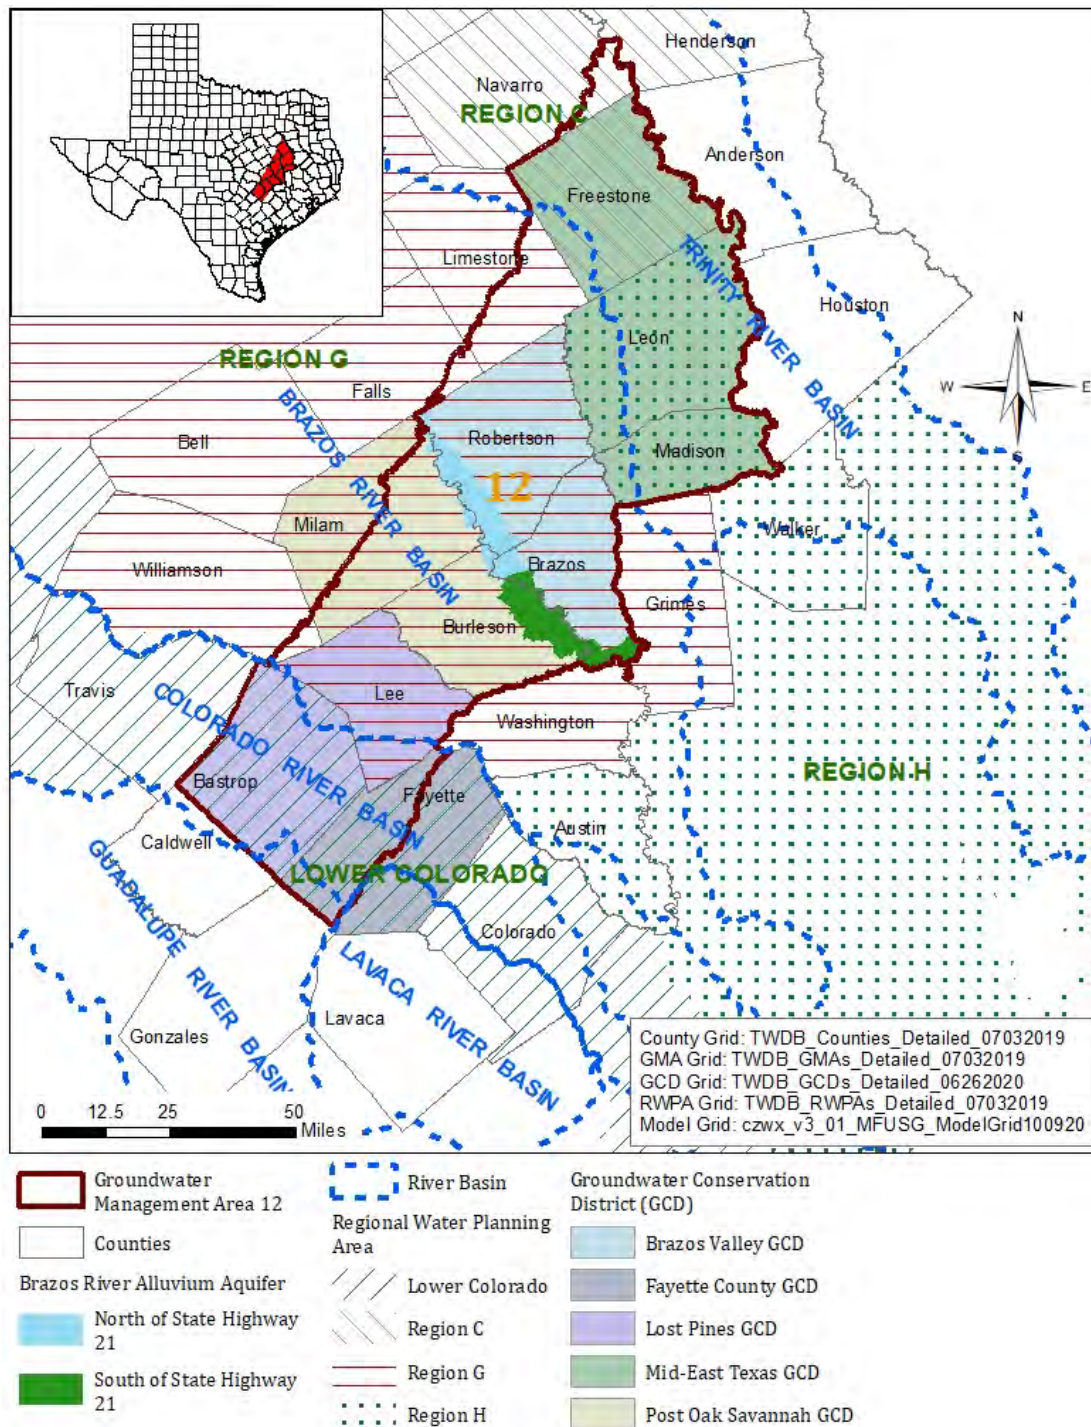 Henderson
Navarro
REGION C
Anderson
Freestone
TRINITY RIVER BASIN
Limestone
Houston
N
W
E
S
Leon
REGION G
Falls
BRAZOS RIVER BASIN
Bell
Robertson
Madison
12
Milam
Walker
Williamson
Brazos
Grimes
Burleson
Travis
Lee
COLORADO RIVER BASIN
Washington
Bastrop
REGION H
Fayette
Austin
Caldwell
GUADALUPE RIVER BASIN
LOWER COLORADO
Colorado
LAVACA RIVER BASIN
Lavaca
Gonzales
County Grid: TWDB_Counties_Detailed_07032019
GMA Grid: TWDB_GMAs_Detailed_07032019
GCD Grid: TWDB_GCDs_Detailed_06262020
RWPA Grid: TWDB_RWPAs_Detailed_07032019
Model Grid: czwx_v3_01_MFUSG_ModelGrid100920
0 12.5 25 50
Miles
Groundwater
Management Area 12
Counties
Brazos River Alluvium Aquifer
North of State Highway
21
South of State Highway
21
River Basin
Regional Water Planning
Area
Lower Colorado
Region C
Region G
Region H
Groundwater Conservation
District (GCD)
Brazos Valley GCD
Fayette County GCD
Lost Pines GCD
Mid-East Texas GCD
Post Oak Savannah GCD